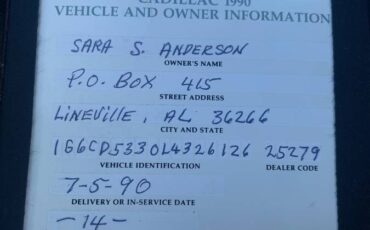 CADILLAC 1990
VEHICLE AND OWNER INFORMATION
SARA S. ANDERSON
OWNER'S NAME
P.O. BOX 415
STREET ADDRESS
LINEVILLE, AL 36266
CITY AND STATE
1G6CD5330L4326126 25279
VEHICLE IDENTIFICATION DEALER CODE
7-5-90
DELIVERY OR IN-SERVICE DATE
-14-